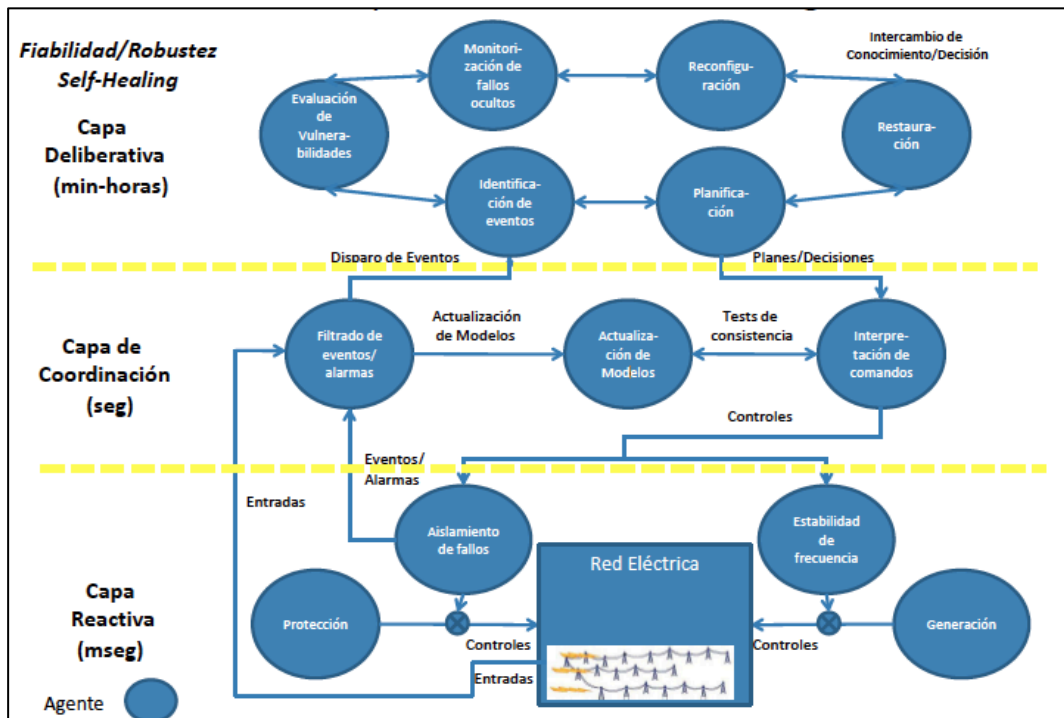 Fiabilidad/Robustez
Self-Healing
Capa
Deliberativa
(min-horas)
Monitori-
zación de
fallos
ocultos
Reconfigu-
ración
Intercambio de
Conocimiento/Decisión
Evaluación
de
Vulnera-
bilidades
Restaura-
ción
Identifica-
ción de
eventos
Planifica-
ción
Disparo de Eventos
Planes/Decisiones
Capa de
Coordinación
(seg)
Filtrado de
eventos/
alarmas
Actualización
de Modelos
Actualiza-
ción de
Modelos
Tests de
consistencia
Interpre-
tación de
comandos
Controles
Eventos/
Alarmas
Entradas
Aislamiento
de fallos
Estabilidad
de
frecuencia
Red Eléctrica
Capa
Reactiva
(mseg)
Protección
Controles
Entradas
Controles
Generación
Agente